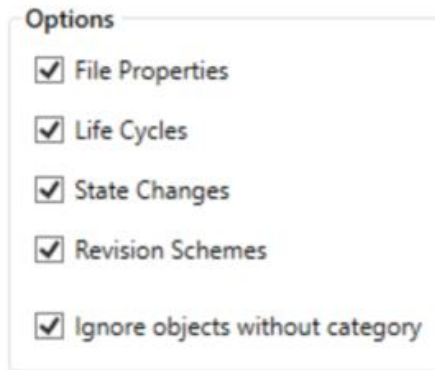 Options
File Properties
Life Cycles
State Changes
Revision Schemes
Ignore objects without category